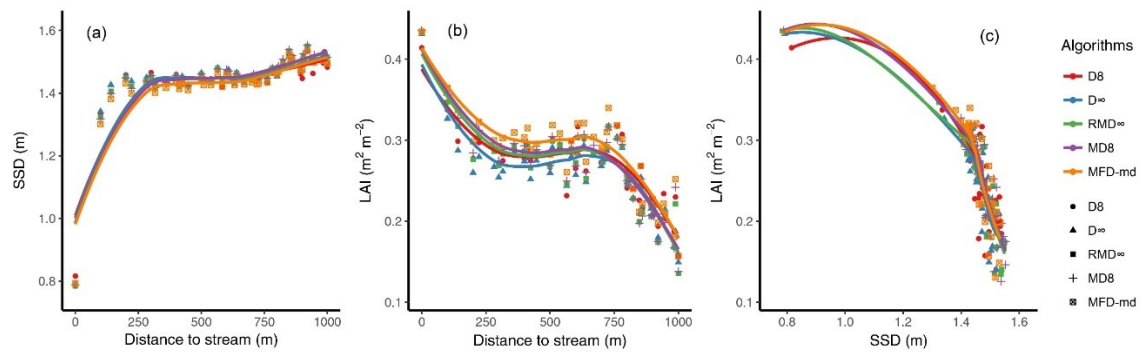 (a)
SSD (m)
1.6
1.4
1.2
1.0
0.8
0
250
500
750
1000
Distance to stream (m)
(b)
LAI (m² m⁻²)
0.4
0.3
0.2
0.1
0
250
500
750
1000
Distance to stream (m)
(c)
LAI (m² m⁻²)
0.4
0.3
0.2
0.1
0.8
1.0
1.2
1.4
1.6
SSD (m)
Algorithms
D8
D∞
RMD∞
MD8
MFD-md
D8
D∞
RMD∞
MD8
MFD-md